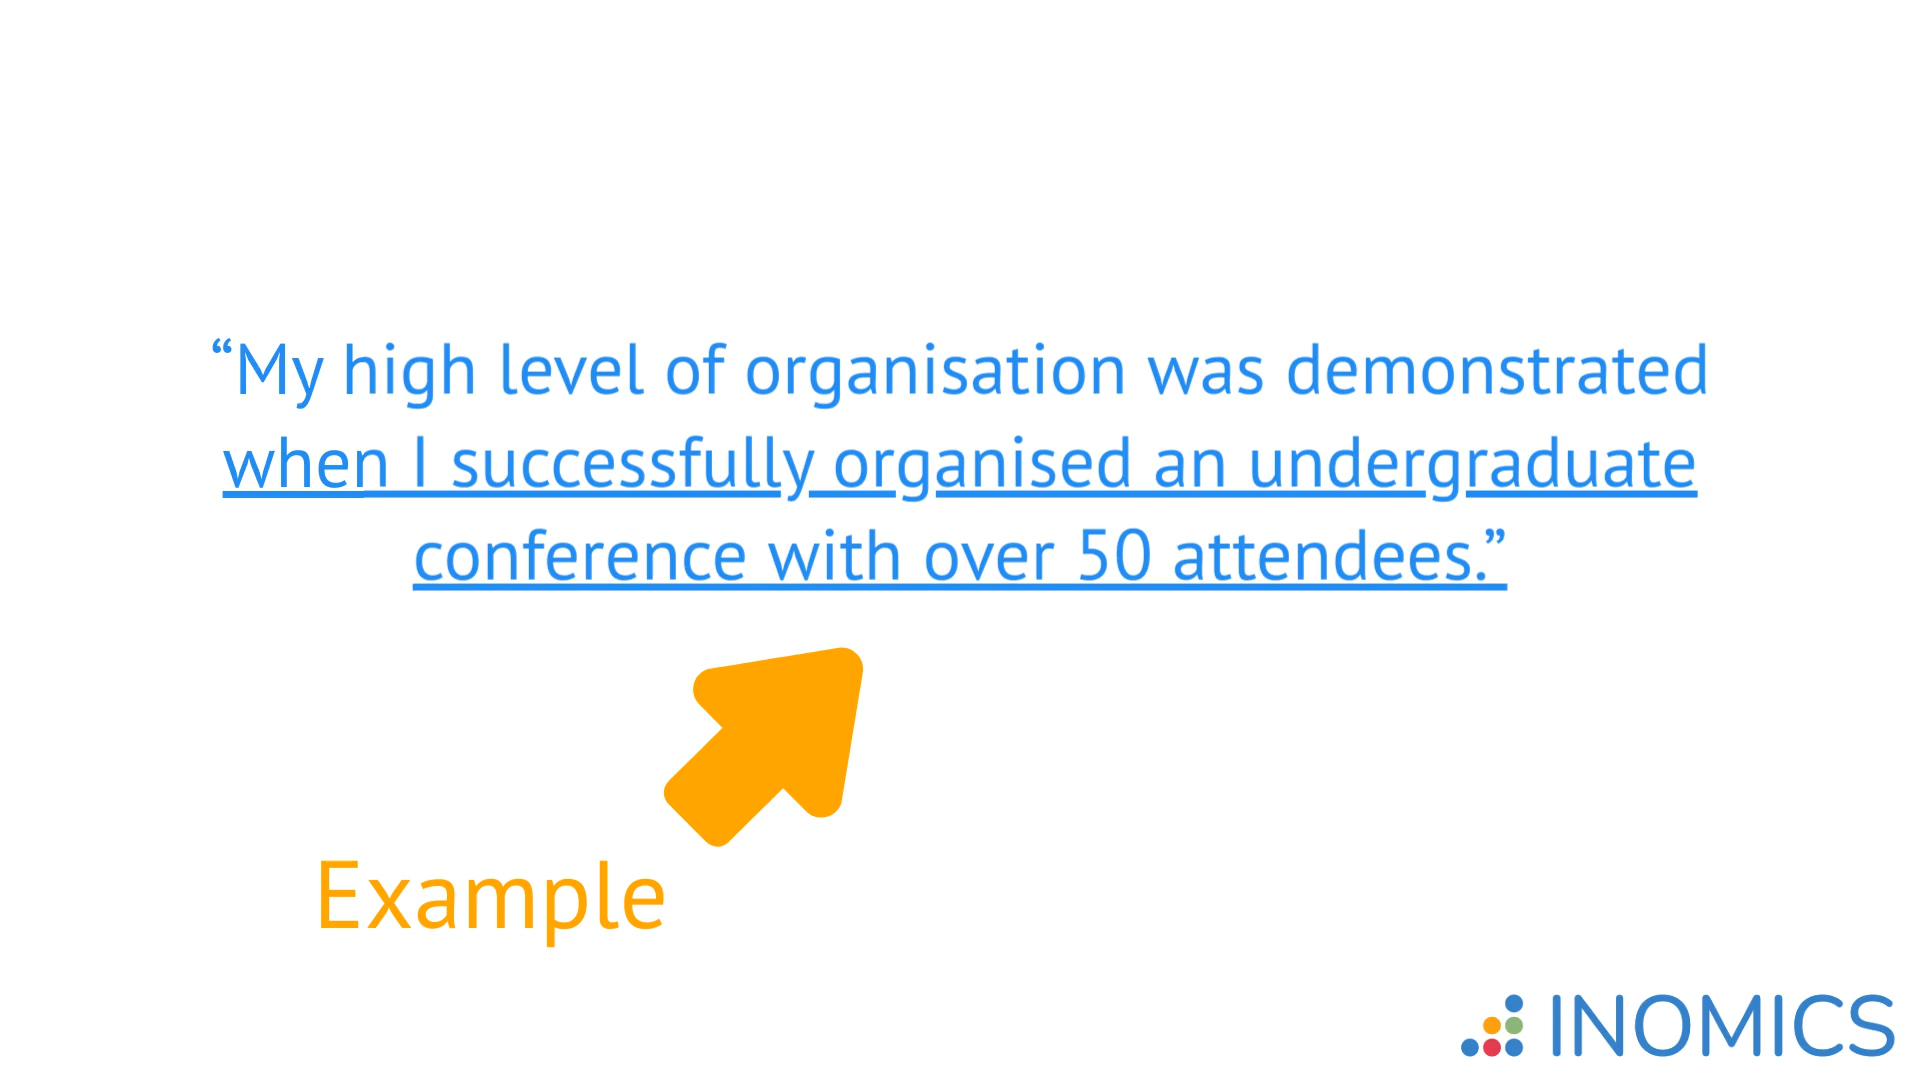 “My high level of organisation was demonstrated
when I successfully organised an undergraduate
conference with over 50 attendees.”
Example
INOMICS